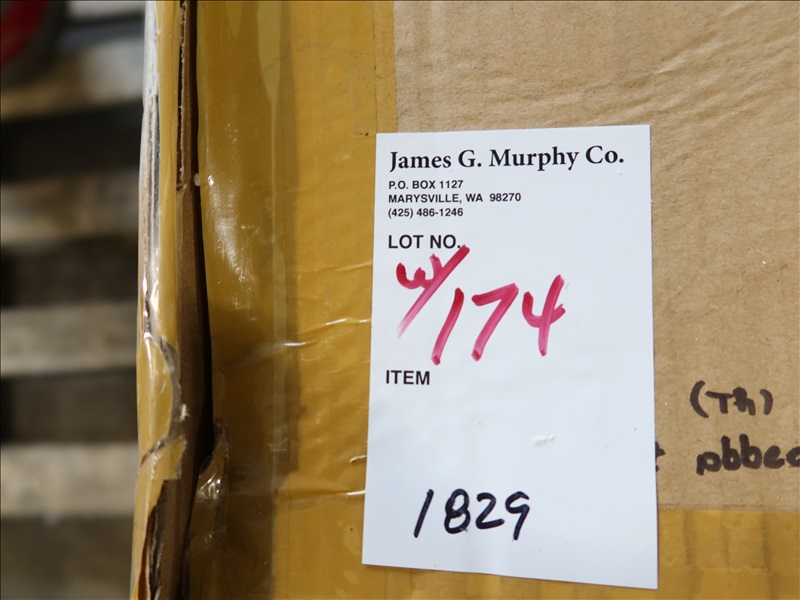 James G. Murphy Co.
P.O. BOX 1127
MARYSVILLE, WA 98270
(425) 486-1246
LOT NO.
w/174
ITEM
1829
(Th)